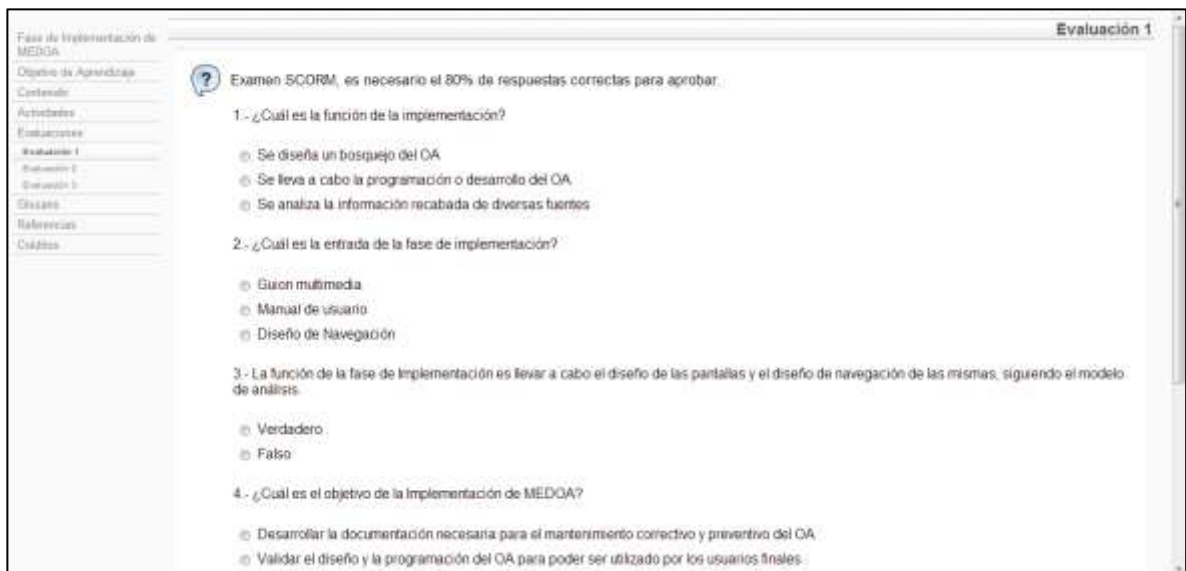 Evaluación 1
Fase de Implementación de
MEDOA
Objetivo de Aprendizaje
Contenido
Actividades
Evaluaciones
Evaluación 1
Evaluación 2
Evaluación 3
Glosario
Referencias
Créditos
Examen SCORM, es necesario el 80% de respuestas correctas para aprobar.
1.- ¿Cuál es la función de la implementación?
Se diseña un bosquejo del OA
Se lleva a cabo la programación o desarrollo del OA
Se analiza la información recabada de diversas fuentes
2.- ¿Cuál es la entrada de la fase de implementación?
Guion multimedia
Manual de usuario
Diseño de Navegación
3.- La función de la fase de Implementación es llevar a cabo el diseño de las pantallas y el diseño de navegación de las mismas, siguiendo el modelo
de análisis.
Verdadero
Falso
4.- ¿Cuál es el objetivo de la Implementación de MEDOA?
Desarrollar la documentación necesaria para el mantenimiento correctivo y preventivo del OA
Validar el diseño y la programación del OA para poder ser utilizado por los usuarios finales